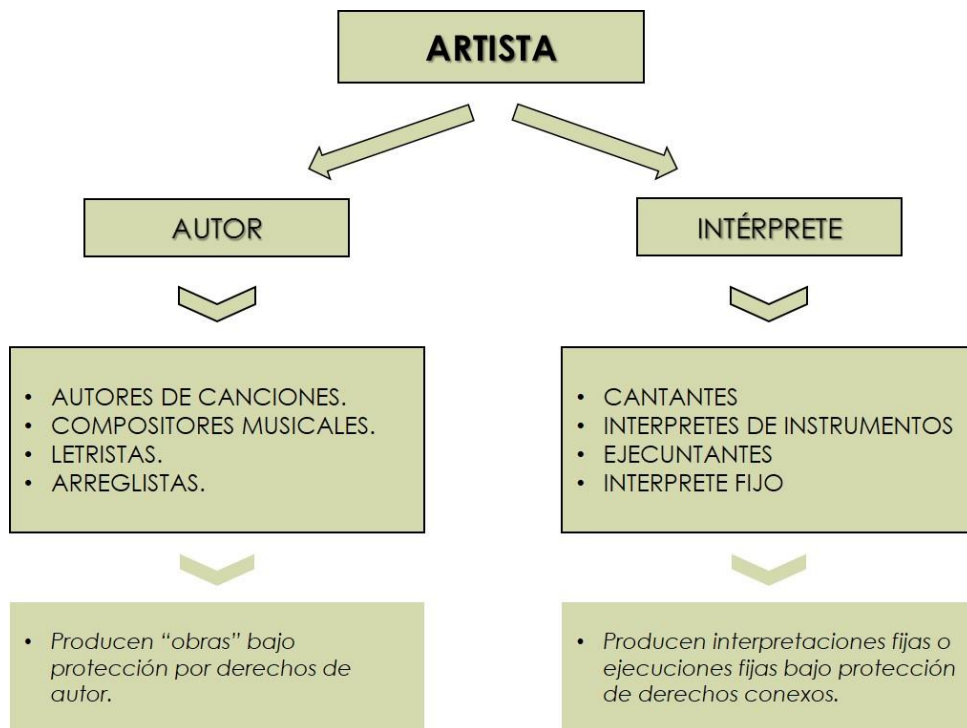 ARTISTA
AUTOR
• AUTORES DE CANCIONES.
• COMPOSITORES MUSICALES.
• LETRISTAS.
• ARREGLISTAS.
• Producen “obras” bajo
protección por derechos de
autor.
INTÉRPRETE
• CANTANTES
• INTERPRETES DE INSTRUMENTOS
• EJECUNTANTES
• INTERPRETE FIJO
• Producen interpretaciones fijas o
ejecuciones fijas bajo protección
de derechos conexos.